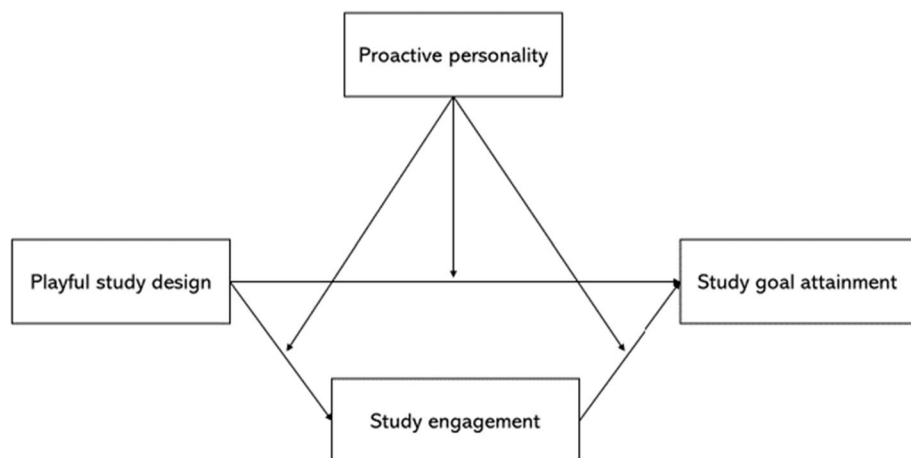 Proactive personality
Playful study design
Study goal attainment
Study engagement